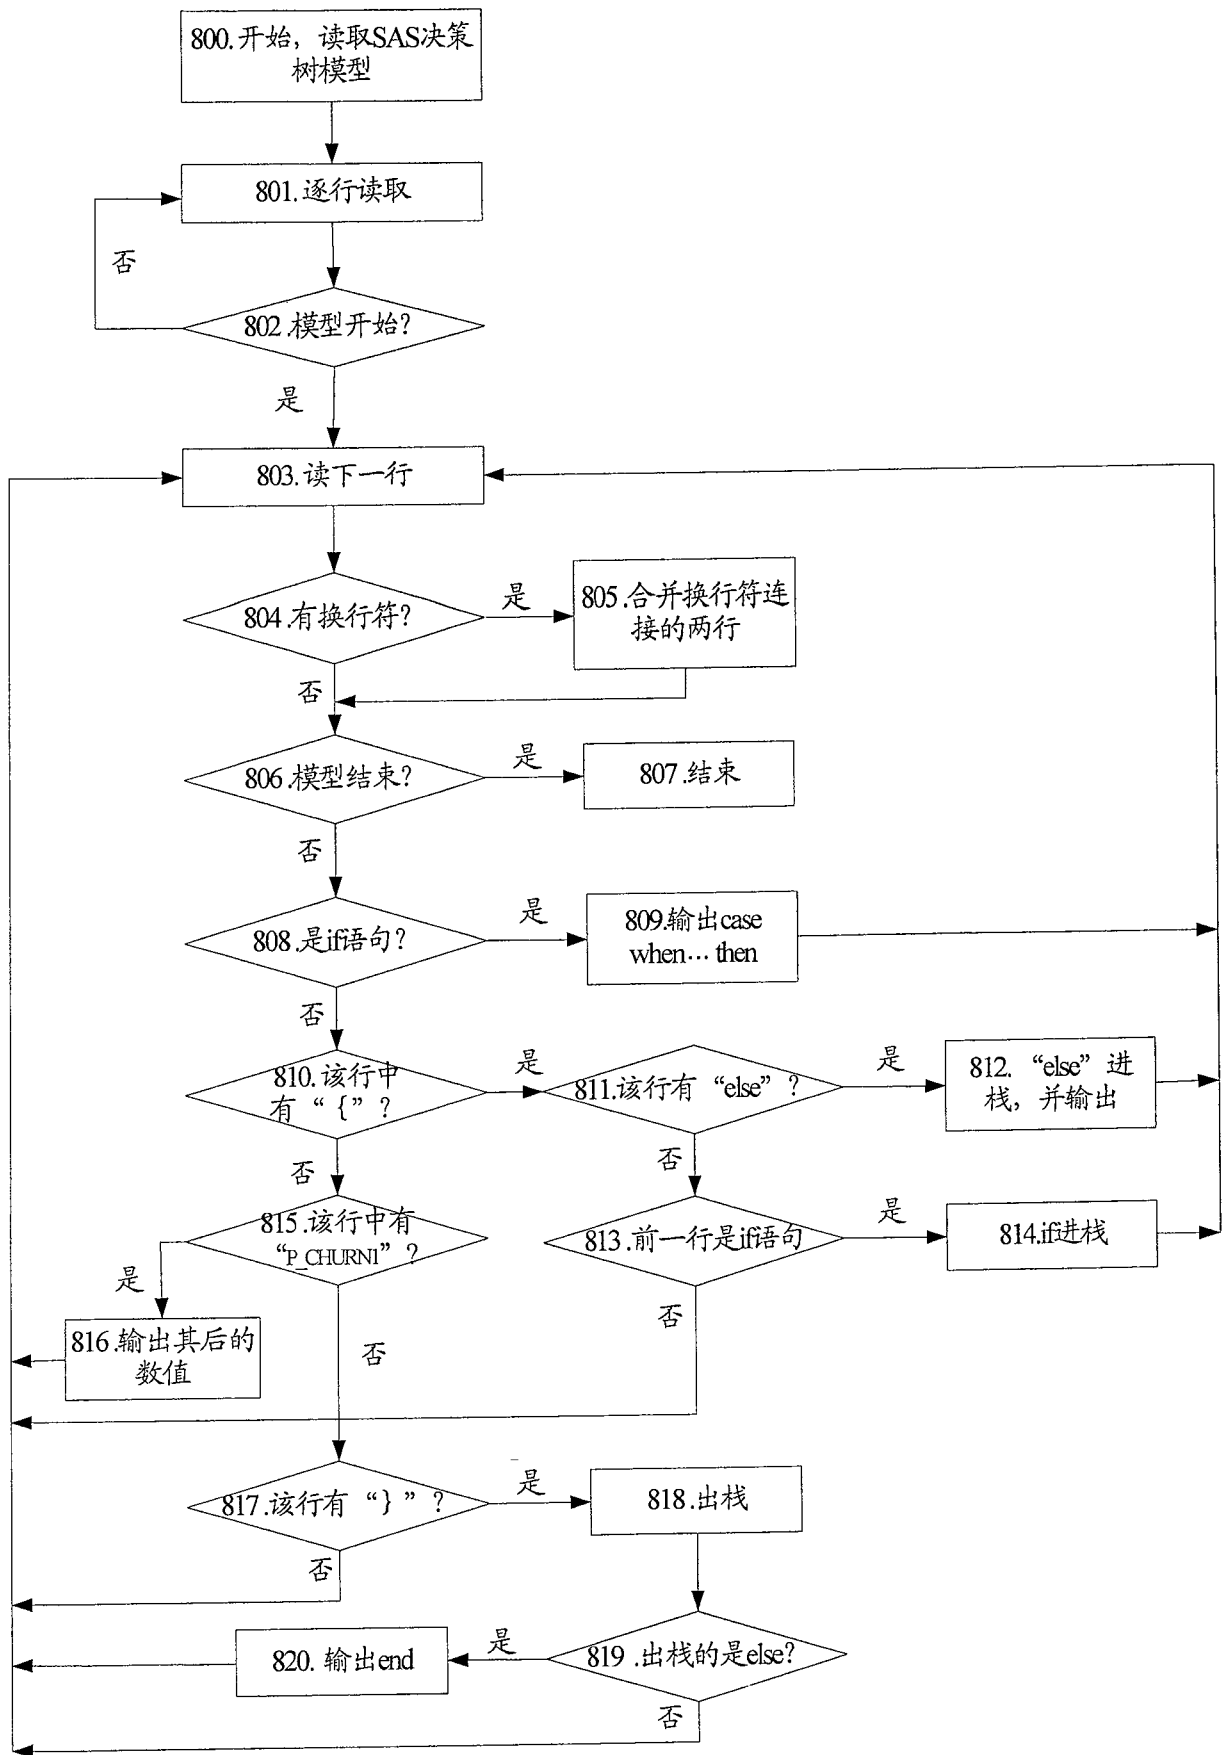 800.开始，读取SAS决策
树模型
801.逐行读取
否
802.模型开始？
是
803.读下一行
804.有换行符？
是
805.合并换行符连
接的两行
否
806.模型结束？
是
807.结束
否
808.是if语句？
是
809.输出case
when…then
否
810.该行中
有“{”？
是
811.该行有“else”？
是
812.“else”进
栈，并输出
否
否
815.该行中有
“P_CHURN1”？
813.前一行是if语句
是
814.if进栈
是
否
816.输出其后的
数值
否
817.该行有“}”？
是
818.出栈
否
819.出栈的是else？
是
820.输出end
否